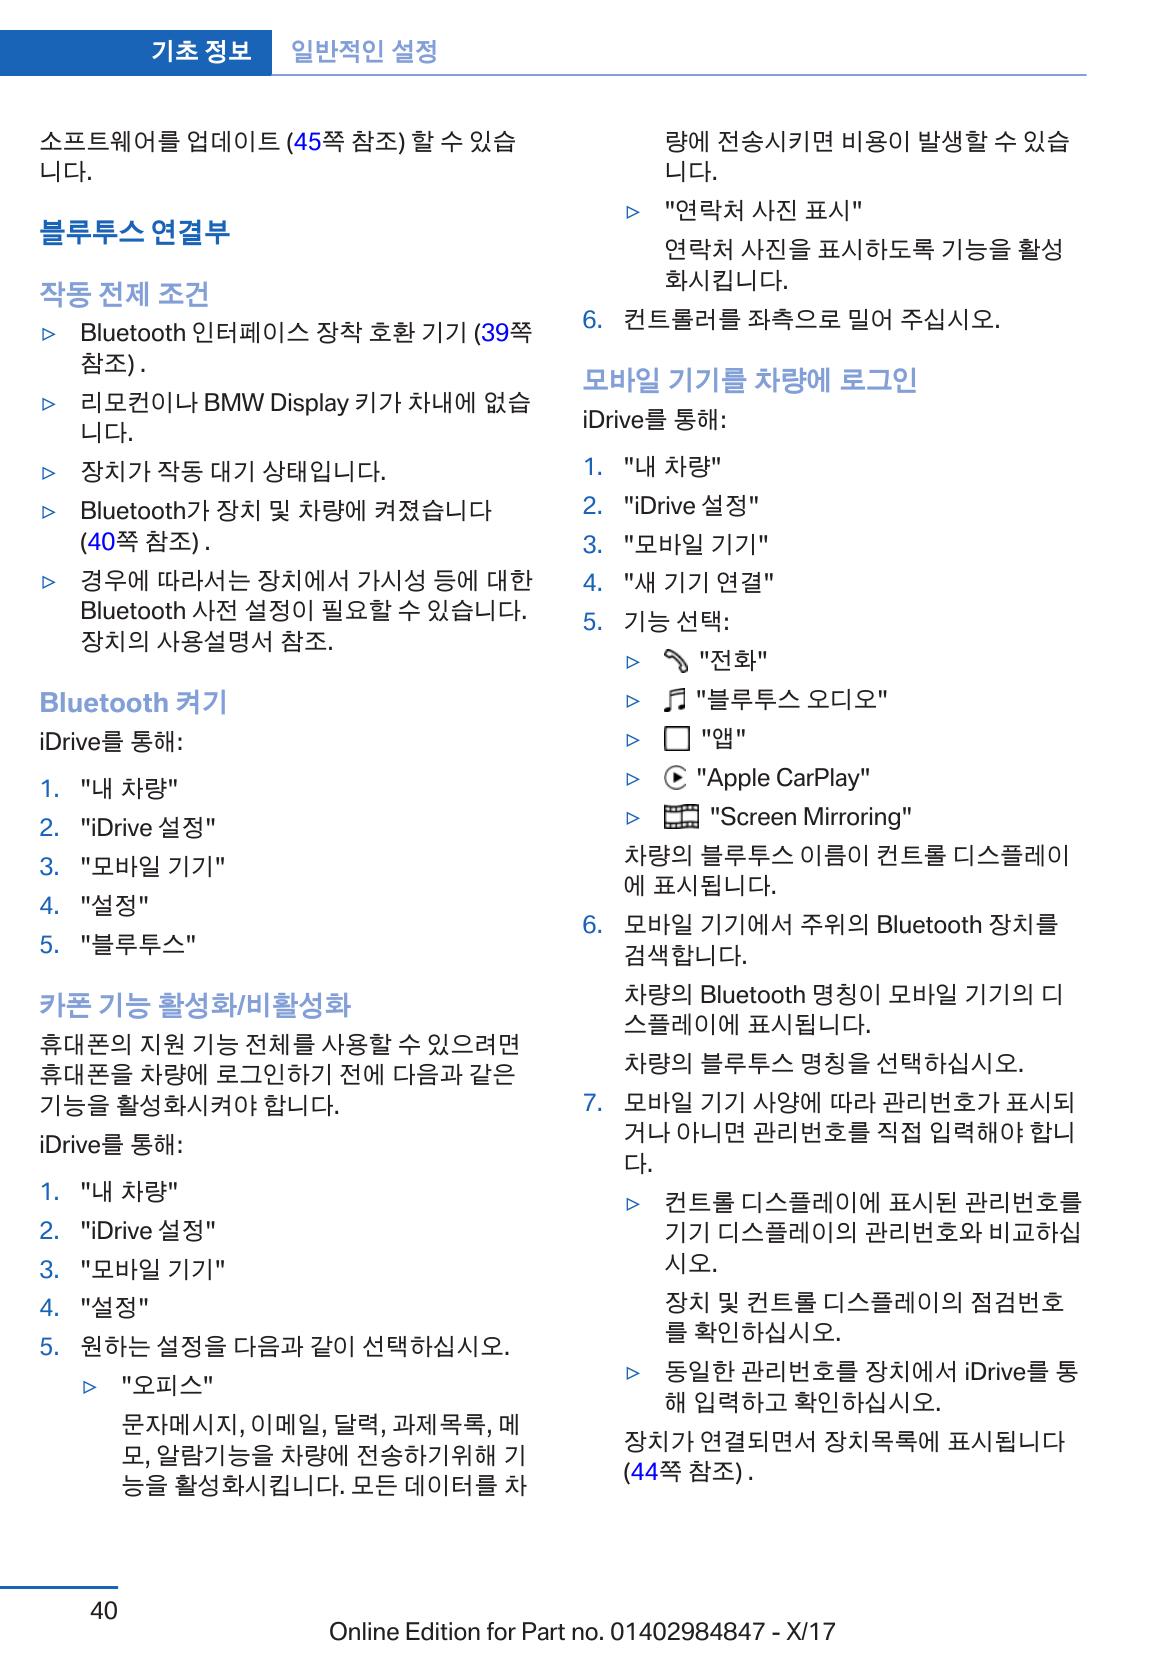 기초 정보 일반적인 설정
소프트웨어를 업데이트 (45쪽 참조) 할 수 있습
니다.
블루투스 연결부
작동 전제 조건
▷ Bluetooth 인터페이스 장착 호환 기기 (39쪽
참조) .
▷ 리모컨이나 BMW Display 키가 차내에 없습
니다.
▷ 장치가 작동 대기 상태입니다.
▷ Bluetooth가 장치 및 차량에 켜졌습니다
(40쪽 참조) .
▷ 경우에 따라서는 장치에서 가시성 등에 대한
Bluetooth 사전 설정이 필요할 수 있습니다.
장치의 사용설명서 참조.
Bluetooth 켜기
iDrive를 통해:
1. "내 차량"
2. "iDrive 설정"
3. "모바일 기기"
4. "설정"
5. "블루투스"
카폰 기능 활성화/비활성화
휴대폰의 지원 기능 전체를 사용할 수 있으려면
휴대폰을 차량에 로그인하기 전에 다음과 같은
기능을 활성화시켜야 합니다.
iDrive를 통해:
1. "내 차량"
2. "iDrive 설정"
3. "모바일 기기"
4. "설정"
5. 원하는 설정을 다음과 같이 선택하십시오.
▷ "오피스"
문자메시지, 이메일, 달력, 과제목록, 메
모, 알람기능을 차량에 전송하기위해 기
능을 활성화시킵니다. 모든 데이터를 차
량에 전송시키면 비용이 발생할 수 있습
니다.
▷ "연락처 사진 표시"
연락처 사진을 표시하도록 기능을 활성
화시킵니다.
6. 컨트롤러를 좌측으로 밀어 주십시오.
모바일 기기를 차량에 로그인
iDrive를 통해:
1. "내 차량"
2. "iDrive 설정"
3. "모바일 기기"
4. "새 기기 연결"
5. 기능 선택:
▷ "전화"
▷ "블루투스 오디오"
▷ "앱"
▷ "Apple CarPlay"
▷ "Screen Mirroring"
차량의 블루투스 이름이 컨트롤 디스플레이
에 표시됩니다.
6. 모바일 기기에서 주위의 Bluetooth 장치를
검색합니다.
차량의 Bluetooth 명칭이 모바일 기기의 디
스플레이에 표시됩니다.
차량의 블루투스 명칭을 선택하십시오.
7. 모바일 기기 사양에 따라 관리번호가 표시되
거나 아니면 관리번호를 직접 입력해야 합니
다.
▷ 컨트롤 디스플레이에 표시된 관리번호를
기기 디스플레이의 관리번호와 비교하십
시오.
장치 및 컨트롤 디스플레이의 점검번호
를 확인하십시오.
▷ 동일한 관리번호를 장치에서 iDrive를 통
해 입력하고 확인하십시오.
장치가 연결되면서 장치목록에 표시됩니다
(44쪽 참조) .
40
Online Edition for Part no. 01402984847 - X/17